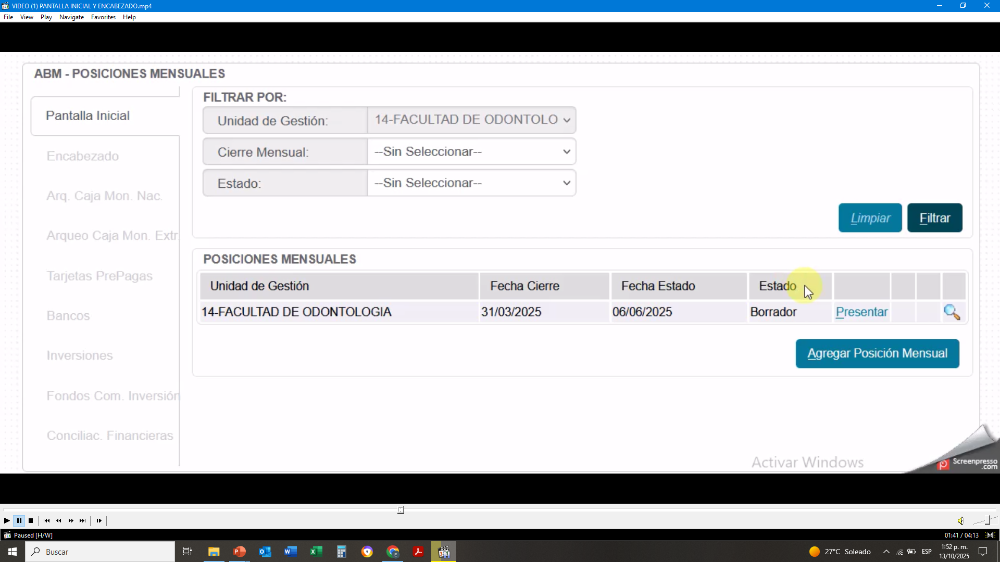 VIDEO (1) PANTALLA INICIAL Y ENCABEZADO.mp4
File View Play Navigate Favorites Help
ABM - POSICIONES MENSUALES
Pantalla Inicial
Encabezado
Arq. Caja Mon. Nac.
Arqueo Caja Mon. Extr
Tarjetas PrePagas
Bancos
Inversiones
Fondos Com. Inversión
Conciliac. Financieras
FILTRAR POR:
Unidad de Gestión: 14-FACULTAD DE ODONTOLO
Cierre Mensual: --Sin Seleccionar--
Estado: --Sin Seleccionar--
Limpiar Filtrar
POSICIONES MENSUALES
Unidad de Gestión Fecha Cierre Fecha Estado Estado
14-FACULTAD DE ODONTOLOGIA 31/03/2025 06/06/2025 Borrador Presentar
Agregar Posición Mensual
Activar Windows
Screenpresso
.com
Paused [H/W] 01:41 / 04:13
Buscar
27°C Soleado
ESP
1:52 p. m.
13/10/2025